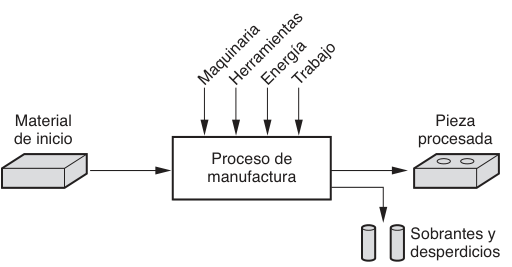 Maquinaria
Herramientas
Energía
Trabajo
Material
de inicio
Proceso de
manufactura
Pieza
procesada
Sobrantes y
desperdicios